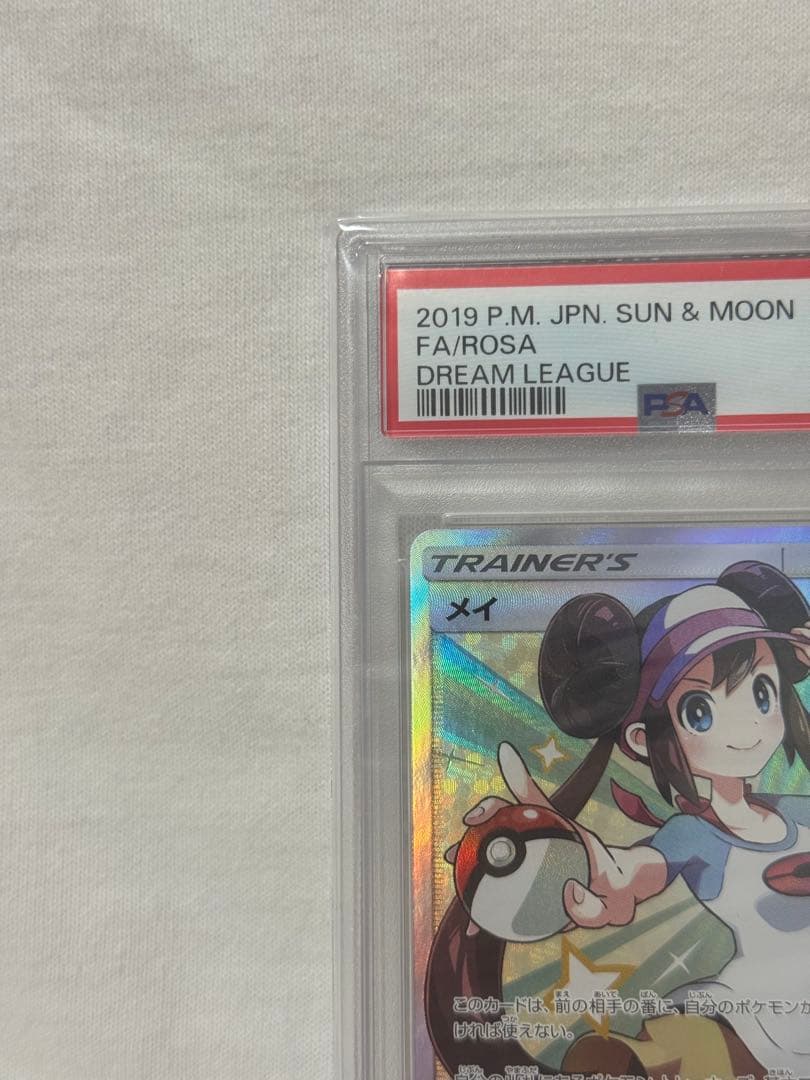 2019 P.M. JPN. SUN & MOON
FA/ROSA
DREAM LEAGUE
PSA
TRAINER'S
メイ
このカードは、前の相手の番に、自分のポケモンが
ければ使えない。